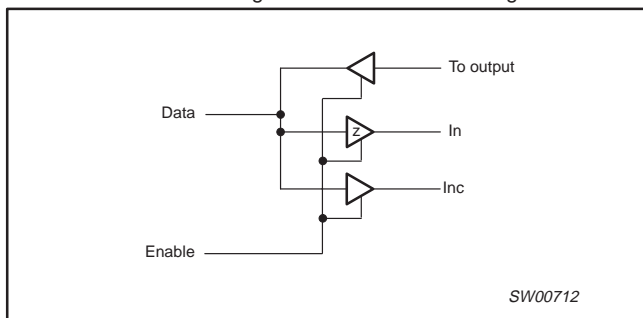 To output
Data
z
In
Inc
Enable
SW00712